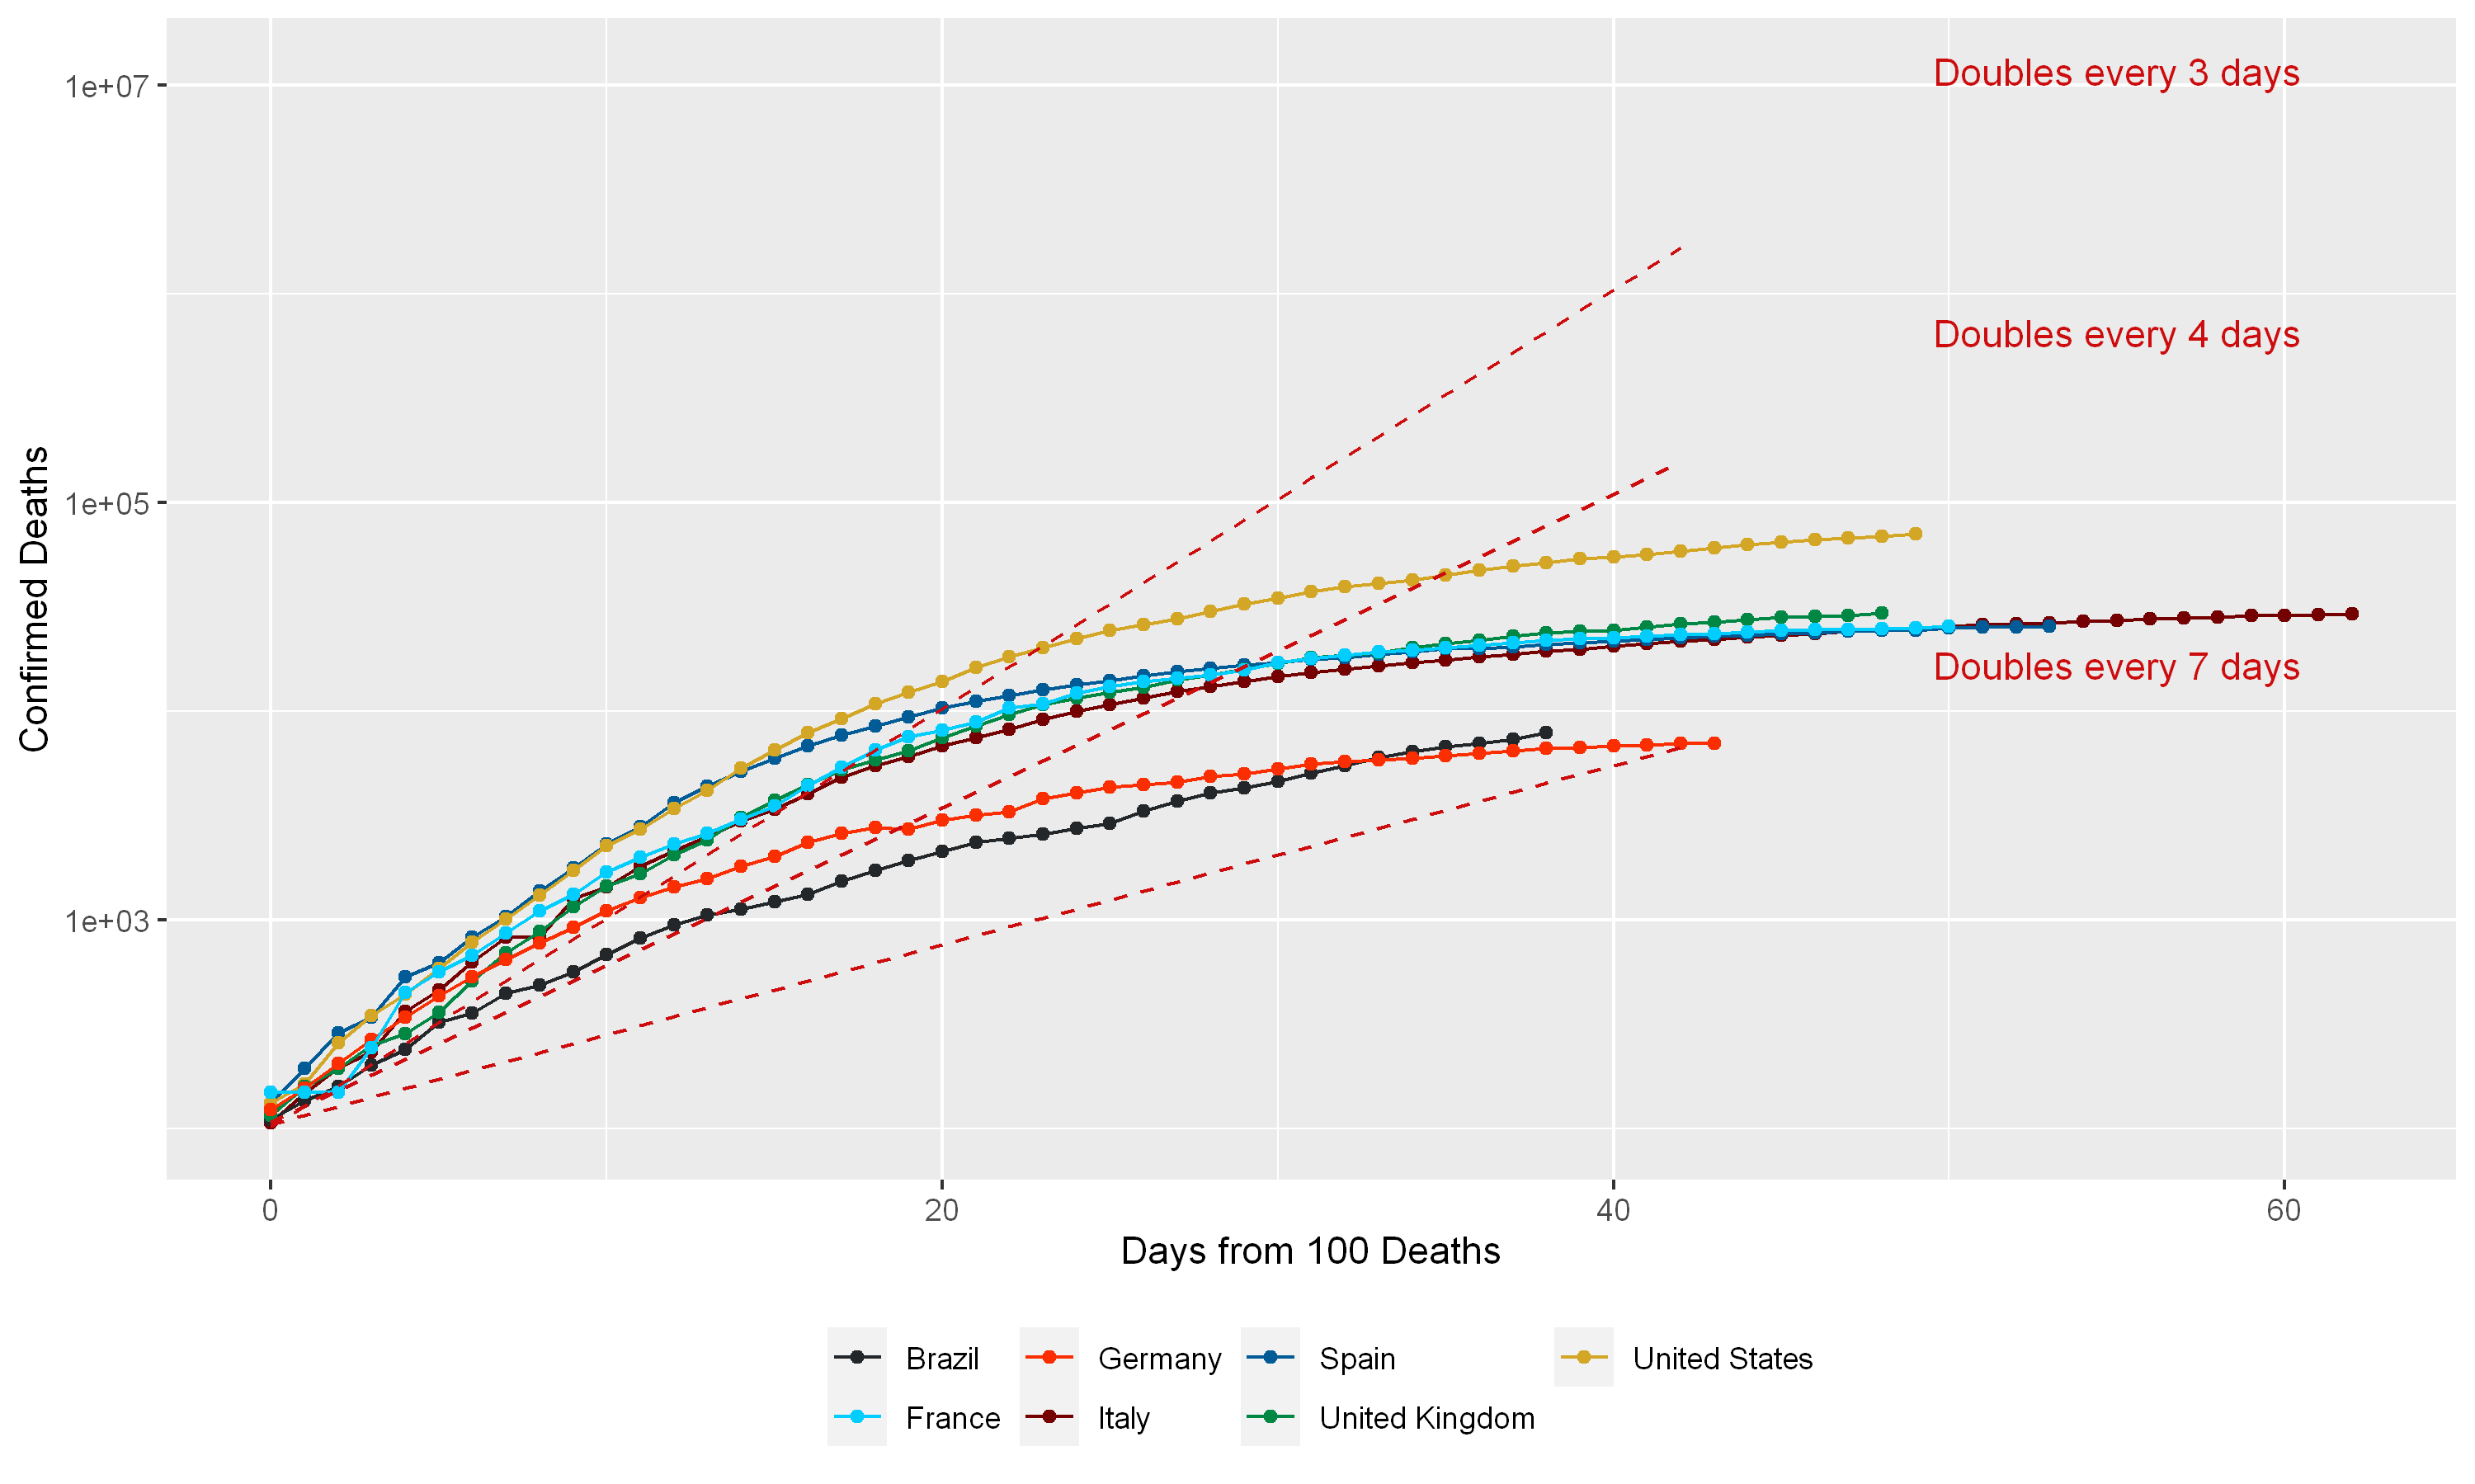 1e+07
1e+05
1e+03
Confirmed Deaths
Doubles every 3 days
Doubles every 4 days
Doubles every 7 days
0 20 40 60
Days from 100 Deaths
Brazil Germany Spain United States
France Italy United Kingdom